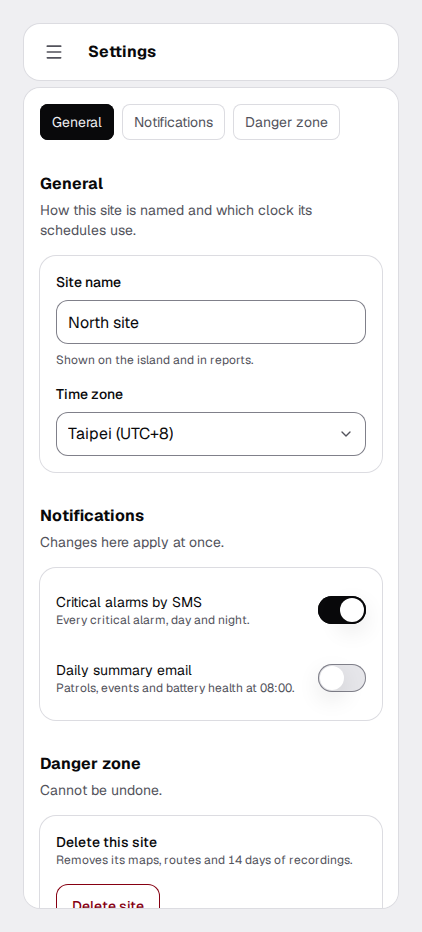 Settings
General
Notifications
Danger zone
General
How this site is named and which clock its
schedules use.
Site name
North site
Shown on the island and in reports.
Time zone
Taipei (UTC+8)
Notifications
Changes here apply at once.
Critical alarms by SMS
Every critical alarm, day and night.
Daily summary email
Patrols, events and battery health at 08:00.
Danger zone
Cannot be undone.
Delete this site
Removes its maps, routes and 14 days of recordings.
Delete site